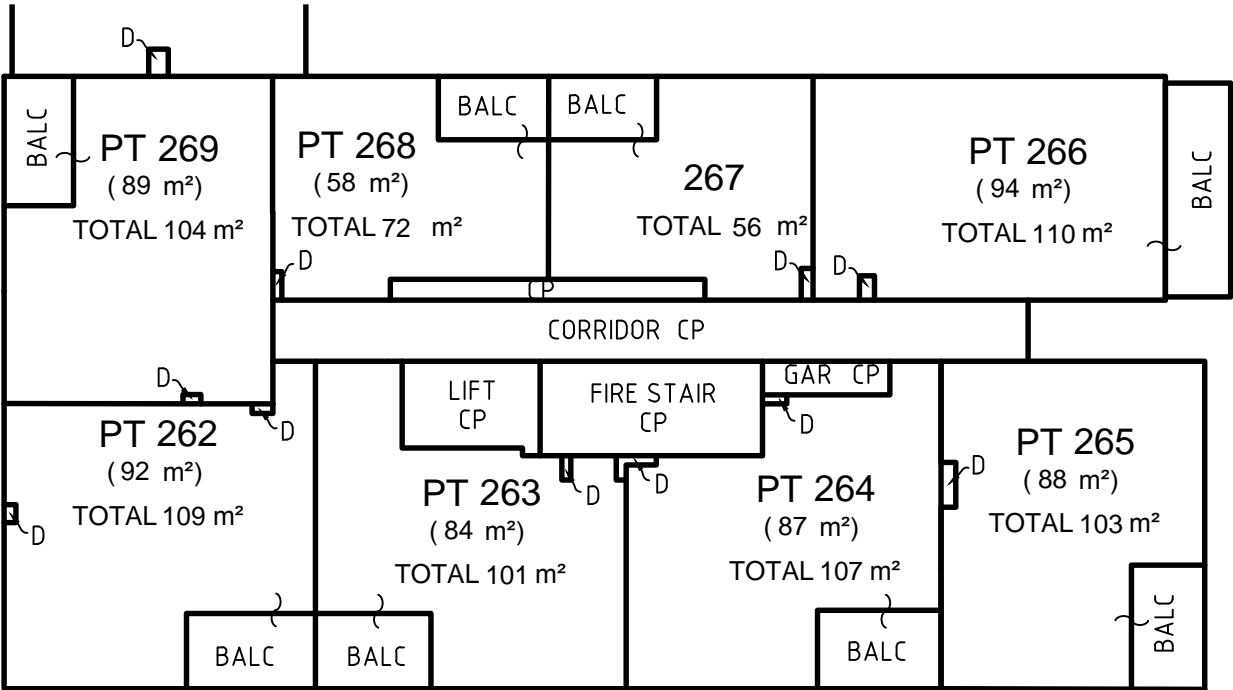 D
BALC
BALC
BALC
BALC
PT 269
(89 m²)
TOTAL 104 m²
PT 268
(58 m²)
TOTAL 72 m²
267
TOTAL 56 m²
PT 266
(94 m²)
TOTAL 110 m²
D
D
D
CP
CORRIDOR CP
D
D
LIFT
CP
FIRE STAIR
CP
GAR CP
D
PT 262
(92 m²)
TOTAL 109 m²
D
PT 263
(84 m²)
TOTAL 101 m²
D
D
PT 264
(87 m²)
TOTAL 107 m²
D
PT 265
(88 m²)
TOTAL 103 m²
BALC
BALC
BALC
BALC